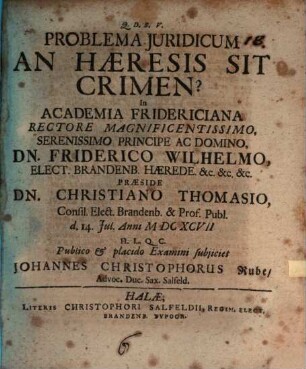 Q. D. B. V.
PROBLEMA JURIDICUM
AN HÆRESIS SIT
CRIMEN?
In
ACADEMIA FRIDERICIANA
RECTORE MAGNIFICENTISSIMO,
SERENISSIMO PRINCIPE AC DOMINO,
DN. FRIDERICO WILHELMO,
ELECT. BRANDENB. HÆREDE. &c. &c. &c.
PRÆSIDE
DN. CHRISTIANO THOMASIO,
Consil. Elect. Brandenb. & Prof. Publ.
d. 14. Jul. Anni M DC XCVII
H. L. Q. C.
Publico & placido Examini subjiciet
JOHANNES CHRISTOPHORUS Rube/
Advoc. Duc. Sax. Salfeld.
HALÆ,
LITERIS CHRISTOPHORI SALFELDII, REGIM. ELECT.
BRANDENB. TYPOGR.